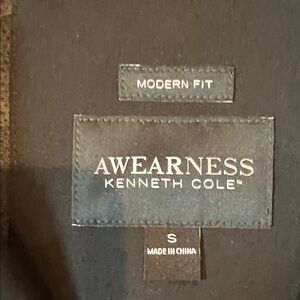 MODERN FIT
AWEARNESS
KENNETH COLE™
S
MADE IN CHINA